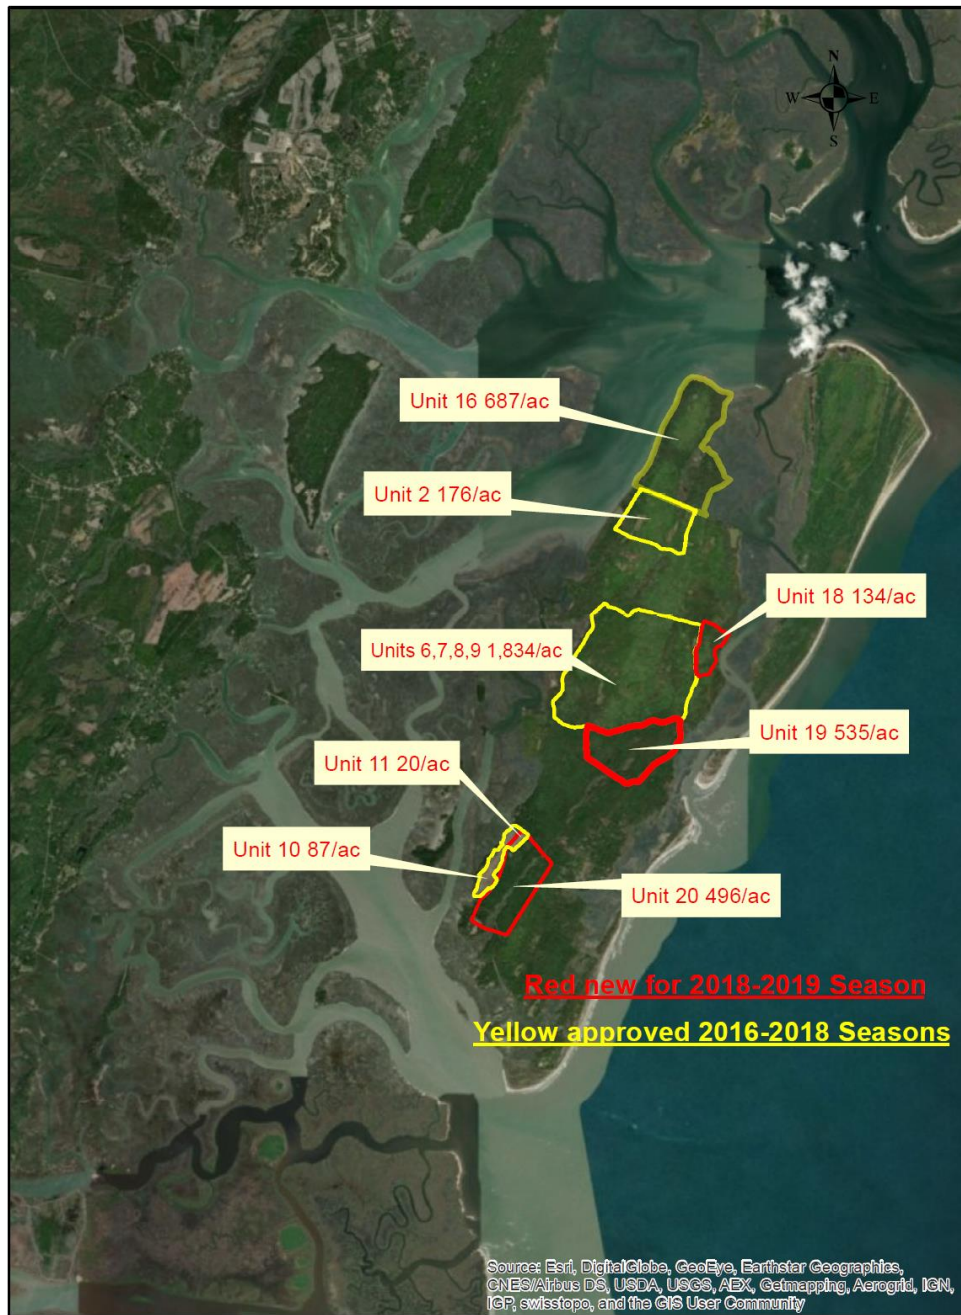 N
W E
S
Unit 16 687/ac
Unit 2 176/ac
Unit 18 134/ac
Units 6,7,8,9 1,834/ac
Unit 19 535/ac
Unit 11 20/ac
Unit 10 87/ac
Unit 20 496/ac
Red new for 2018-2019 Season
Yellow approved 2016-2018 Seasons
Source: Esri, DigitalGlobe, GeoEye, Earthstar Geographics,
CNES/Airbus DS, USDA, USGS, AEX, Getmapping, Aerogrid, IGN,
IGP, swisstopo, and the GIS User Community